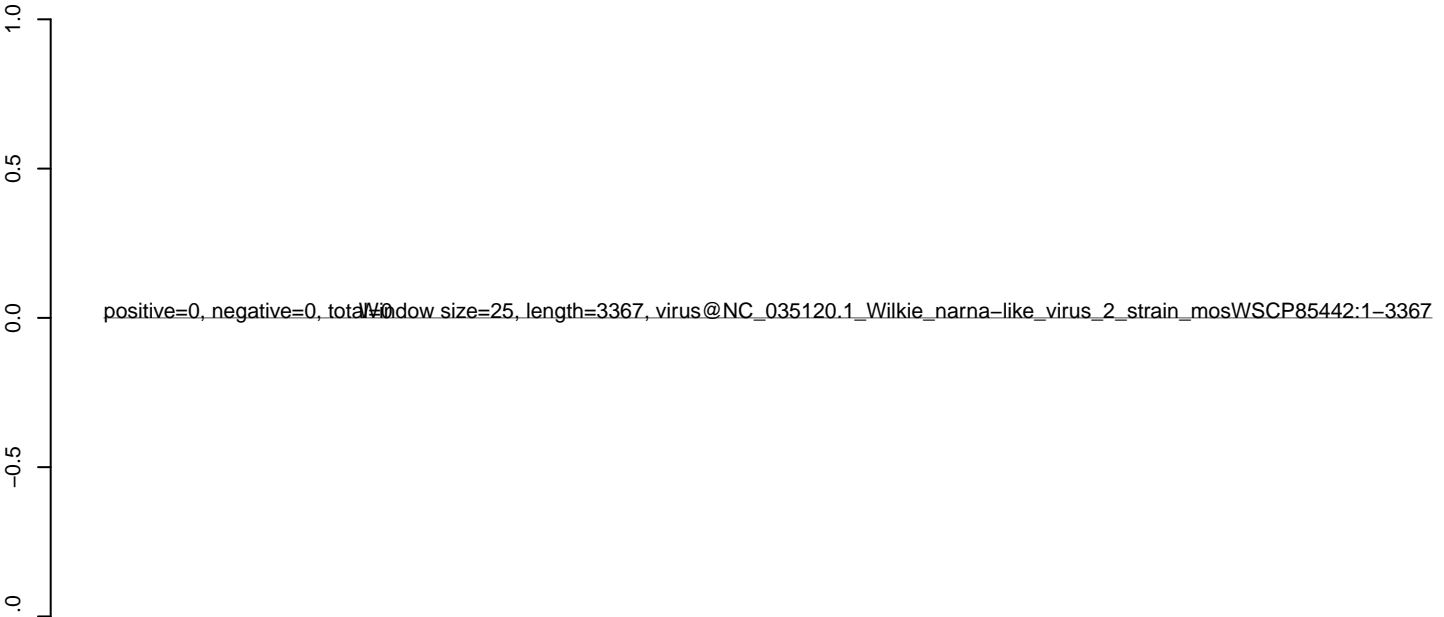 1.0
0.5
positive=0, negative=0, total=0
Window size=25, length=3367, virus@NC_035120.1_Wilkie_narna−like_virus_2_strain_mosWSCP85442:1−3367
0.0
−0.5
.0